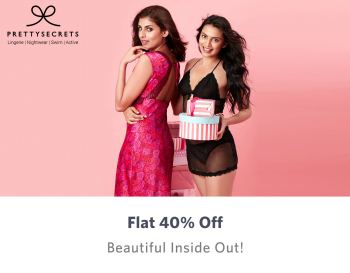 PRETTYSECRETS
Lingerie | Nightwear | Swim | Active
Flat 40% Off
Beautiful Inside Out!